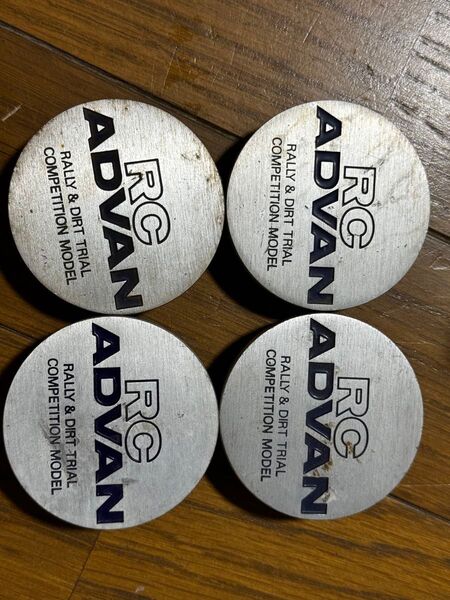 RC
ADVAN
RALLY & DIRT TRIAL
COMPETITION MODEL
RC
ADVAN
RALLY & DIRT TRIAL
COMPETITION MODEL
RC
ADVAN
RALLY & DIRT TRIAL
COMPETITION MODEL
RC
ADVAN
RALLY & DIRT TRIAL
COMPETITION MODEL